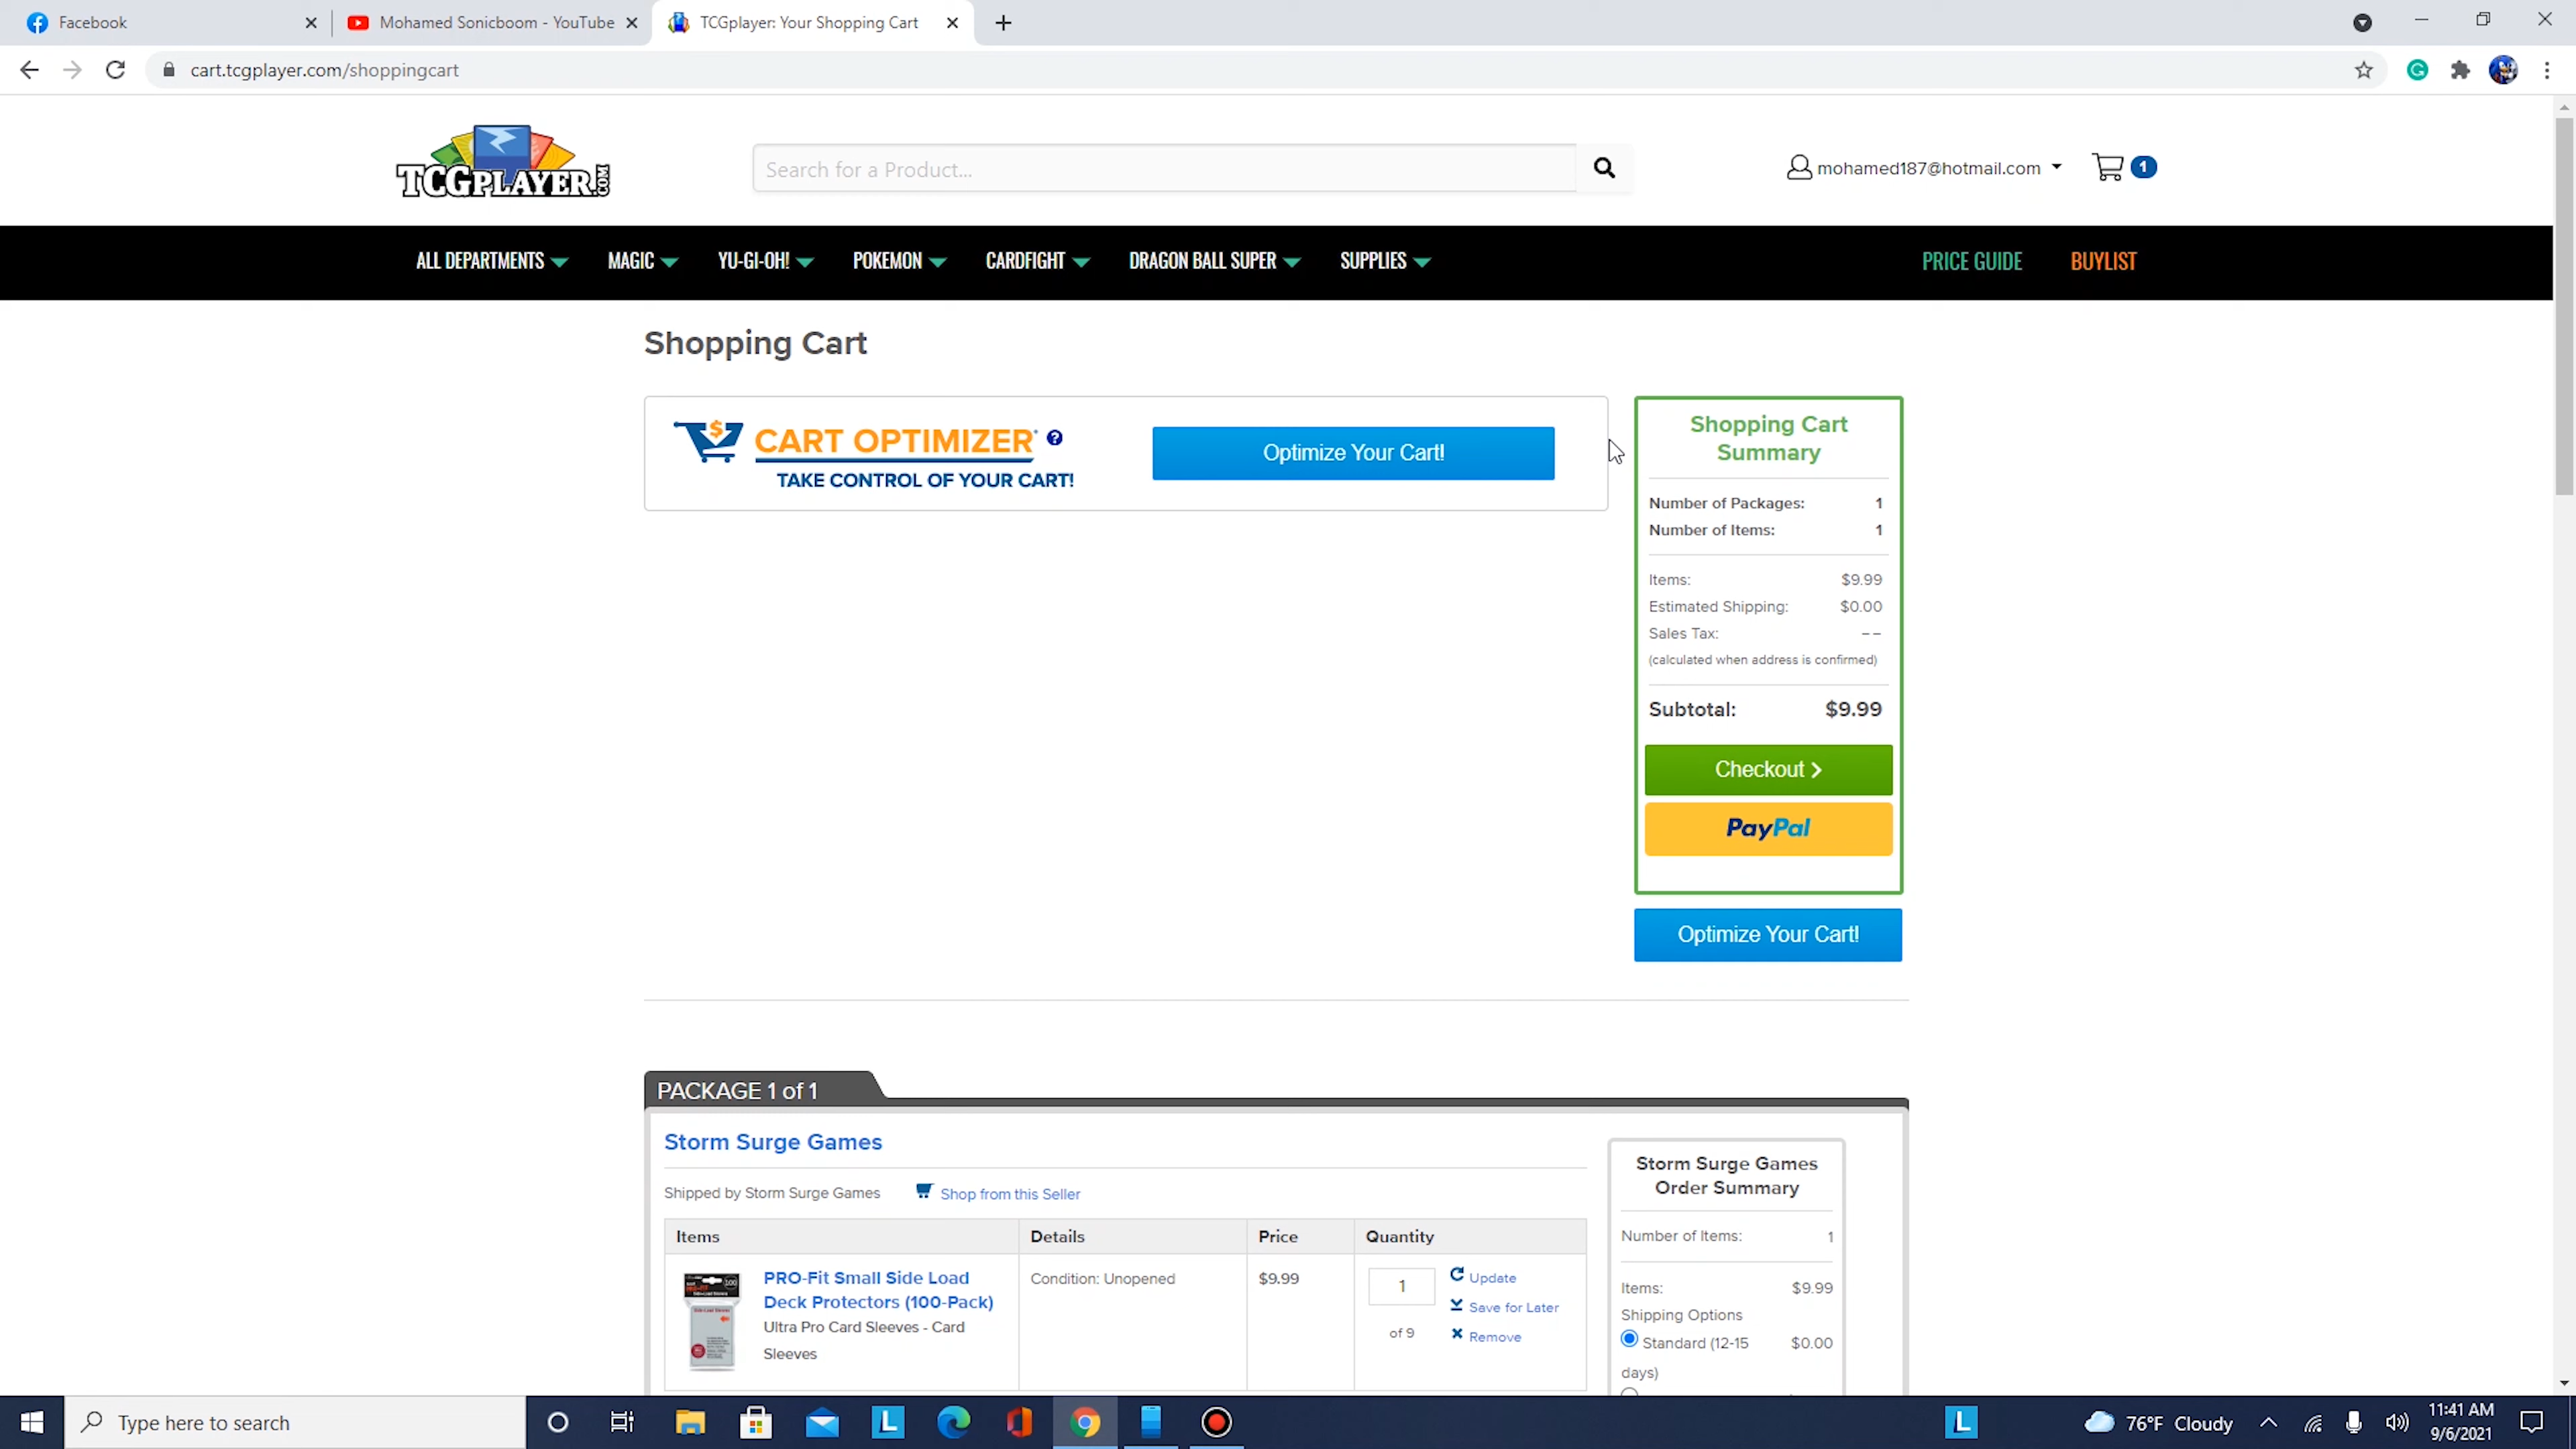 Facebook
Mohamed Sonicboom - YouTube
TCGplayer: Your Shopping Cart
cart.tcgplayer.com/shoppingcart
TCGPLAYER.COM
Search for a Product...
mohamed187@hotmail.com
1
ALL DEPARTMENTS
MAGIC
YU-GI-OH!
POKEMON
CARDFIGHT
DRAGON BALL SUPER
SUPPLIES
PRICE GUIDE
BUYLIST
Shopping Cart
CART OPTIMIZER
TAKE CONTROL OF YOUR CART!
Optimize Your Cart!
Shopping Cart
Summary
Number of Packages: 1
Number of Items: 1
Items: $9.99
Estimated Shipping: $0.00
Sales Tax: --
(calculated when address is confirmed)
Subtotal: $9.99
Checkout
PayPal
Optimize Your Cart!
PACKAGE 1 of 1
Storm Surge Games
Shipped by Storm Surge Games
Shop from this Seller
Items Details Price Quantity
PRO-Fit Small Side Load
Deck Protectors (100-Pack)
Ultra Pro Card Sleeves - Card
Sleeves
Condition: Unopened
$9.99
1
of 9
Update
Save for Later
Remove
Storm Surge Games
Order Summary
Number of Items: 1
Items: $9.99
Shipping Options
Standard (12-15 $0.00
days)
Type here to search
76°F Cloudy
11:41 AM
9/6/2021